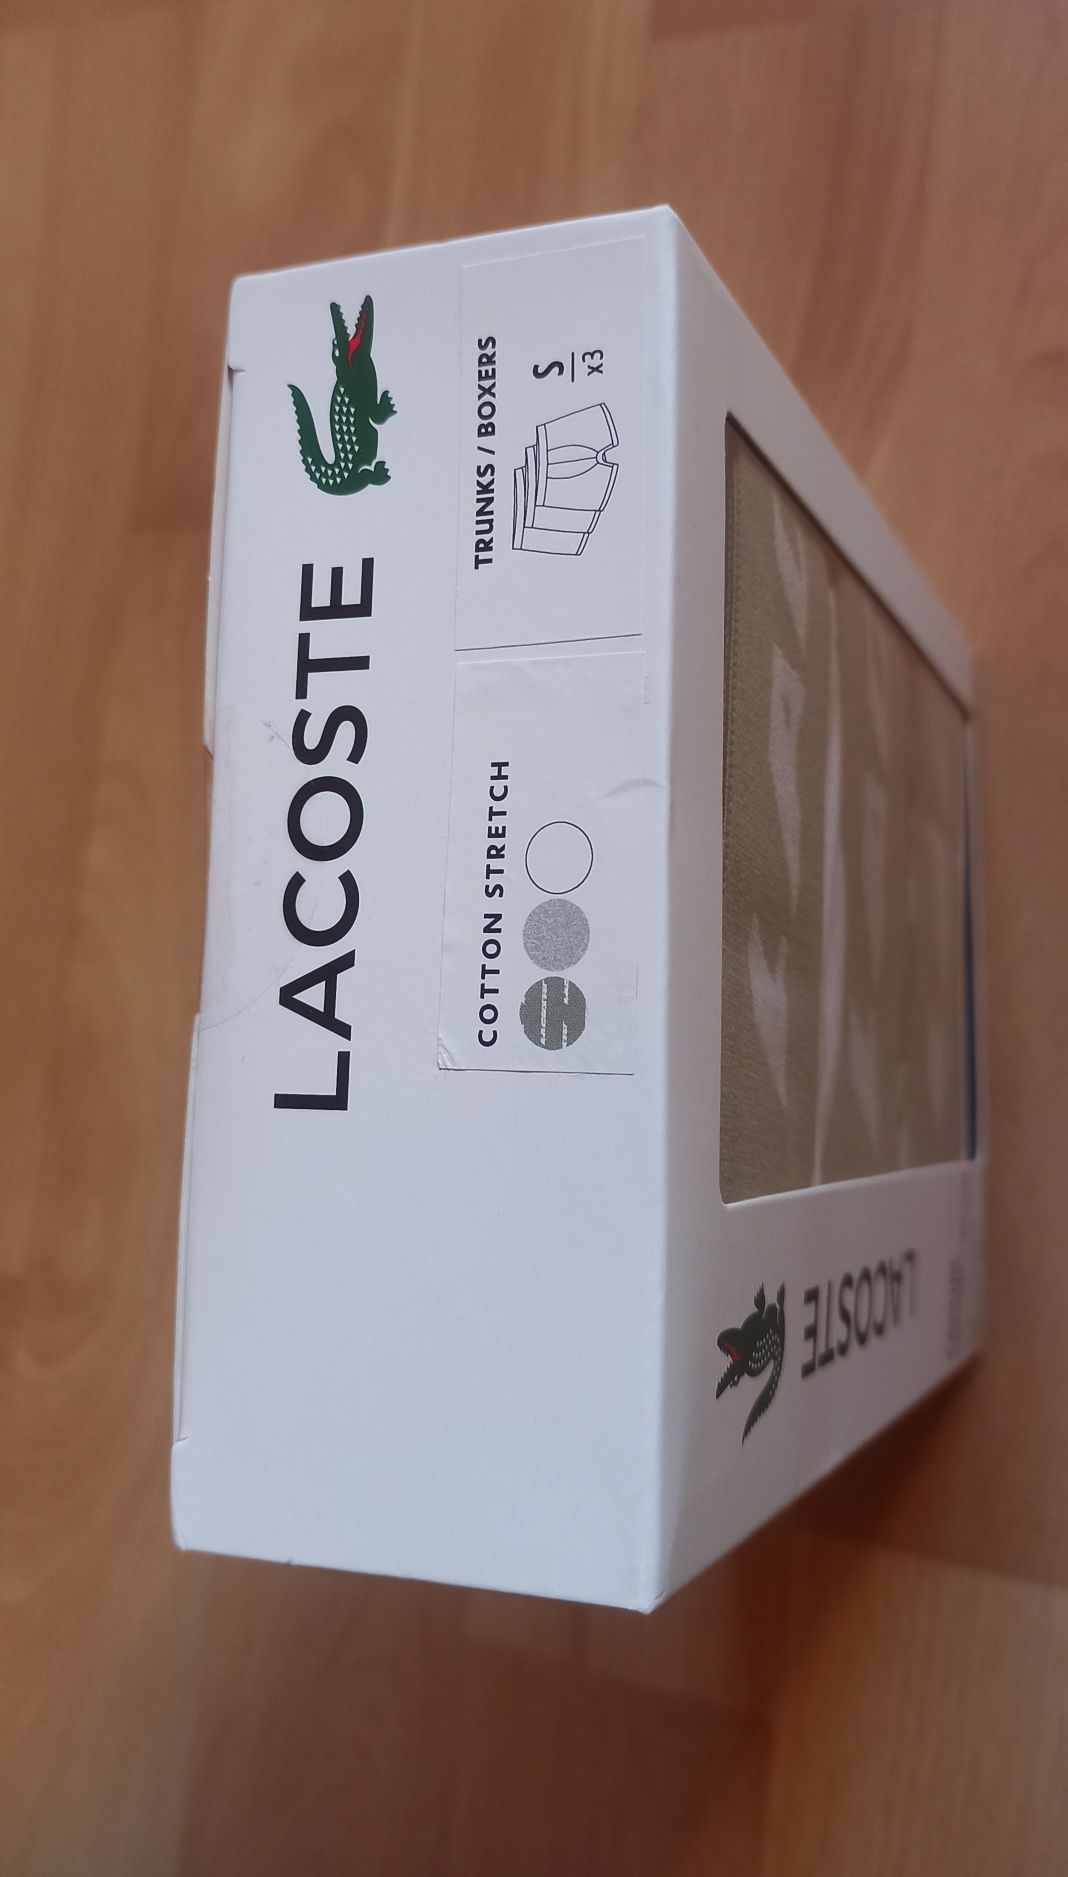 LACOSTE
TRUNKS / BOXERS
S
x3
COTTON STRETCH
LACOSTE